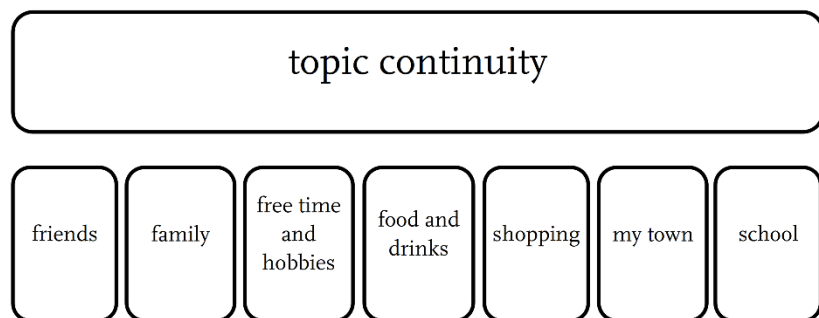 topic continuity
friends
family
free time
and
hobbies
food and
drinks
shopping
my town
school